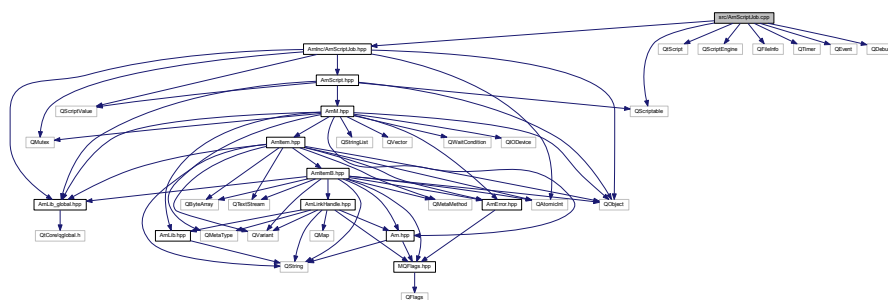 src/AmScriptJob.cpp
AmInc/AmScriptJob.hpp
QtScript
QScriptEngine
QFileInfo
QTimer
QEvent
QDebug
AmScript.hpp
QScriptValue
AmM.hpp
QScriptable
QMutex
AmItem.hpp
QStringList
QVector
QWaitCondition
QIODevice
AmItemB.hpp
AmLib_global.hpp
QByteArray
QTextStream
AmLinkHandle.hpp
QMetaMethod
AmError.hpp
QAtomicInt
QObject
QtCore/qglobal.h
AmLib.hpp
QMetaType
QVariant
QMap
Am.hpp
QString
MQFlags.hpp
QFlags